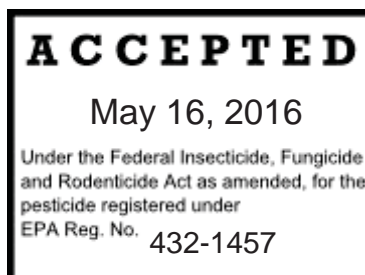 ACCEPTED
May 16, 2016
Under the Federal Insecticide, Fungicide
and Rodenticide Act as amended, for the
pesticide registered under
EPA Reg. No. 432-1457